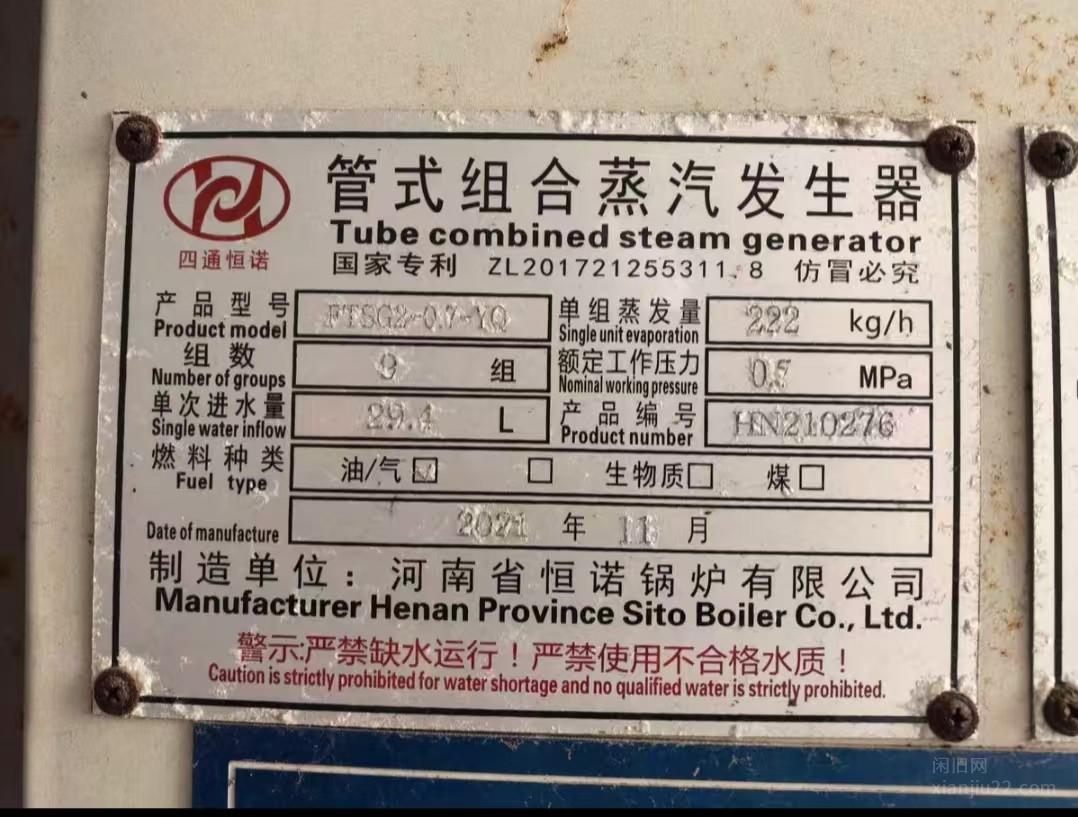 管式组合蒸汽发生器
Tube combined steam generator
四通恒诺
国家专利 ZL201721255311.8 仿冒必究
产品型号 FTSG2-0.7-YQ 单组蒸发量 222 kg/h
Product model Single unit evaporation
组数 9 组 额定工作压力 MPa
Number of groups Nominal working pressure
单次进水量 29.4 L 产品编号 HN210276
Single water inflow Product number
燃料种类 油/气☑ □ 生物质□ 煤□
Fuel type
Date of manufacture 2021 年 11 月
制造单位：河南省恒诺锅炉有限公司
Manufacturer Henan Province Sito Boiler Co., Ltd.
警示:严禁缺水运行！严禁使用不合格水质！
Caution is strictly prohibited for water shortage and no qualified water is strictly prohibited.
闲旧网
xianjiu22.com